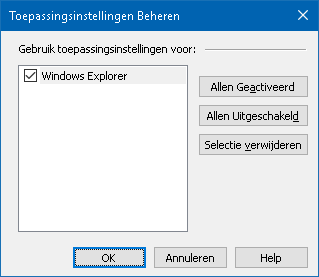 Toepassingsinstellingen Beheren
Gebruik toepassingsinstellingen voor:
Windows Explorer
Allen Geactiveerd
Allen Uitgeschakeld
Selectie verwijderen
OK
Annuleren
Help